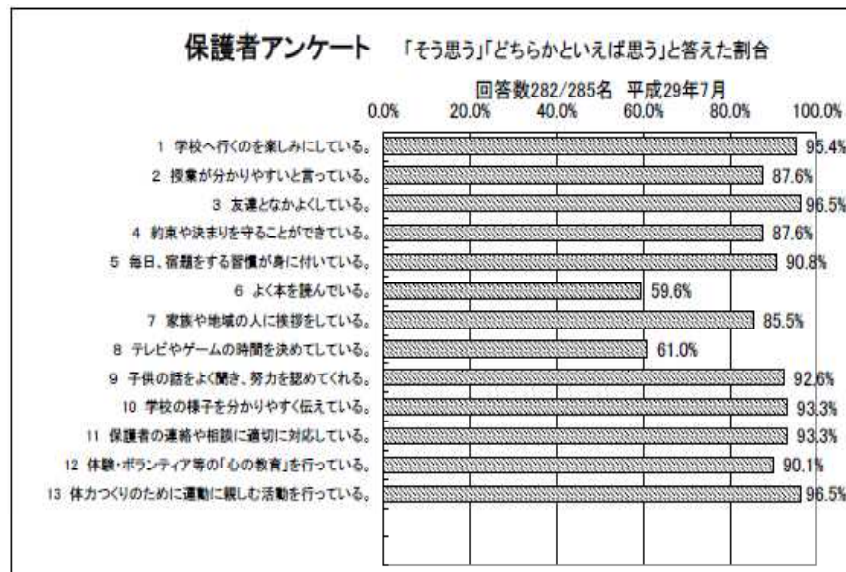 保護者アンケート 「そう思う」「どちらかといえば思う」と答えた割合
回答数282/285名 平成29年7月
0.0% 20.0% 40.0% 60.0% 80.0% 100.0%
1 学校へ行くのを楽しみにしている。 95.4%
2 授業が分かりやすいと言っている。 87.6%
3 友達となかよくしている。 96.5%
4 約束や決まりを守ることができている。 87.6%
5 毎日、宿題をする習慣が身に付いている。 90.8%
6 よく本を読んでいる。 59.6%
7 家族や地域の人に挨拶をしている。 85.5%
8 テレビやゲームの時間を決めてしている。 61.0%
9 子供の話をよく聞き、努力を認めてくれる。 92.6%
10 学校の様子を分かりやすく伝えている。 93.3%
11 保護者の連絡や相談に適切に対応している。 93.3%
12 体験・ボランティア等の「心の教育」を行っている。 90.1%
13 体力つくりのために運動に親しむ活動を行っている。 96.5%